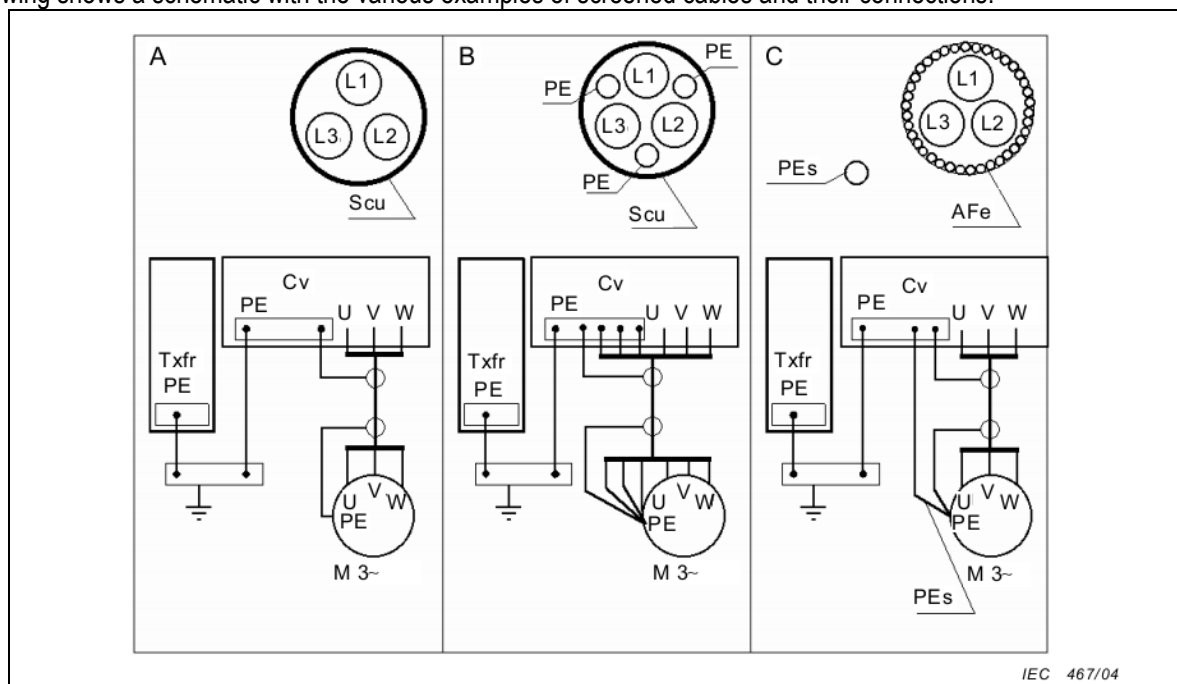 wing shows a schematic with the various examples of screened cables and their connections.
A
L1
L3
L2
Scu
Cv
PE
U V W
Txfr
PE
U V W
PE
M 3~
B
PE
PE
L1
L3
L2
PE
Scu
Cv
PE
U V W
Txfr
PE
U V W
PE
M 3~
C
L1
L3
L2
PEs
AFe
Cv
PE
U V W
Txfr
PE
U V W
PE
M 3~
PEs
IEC 467/04